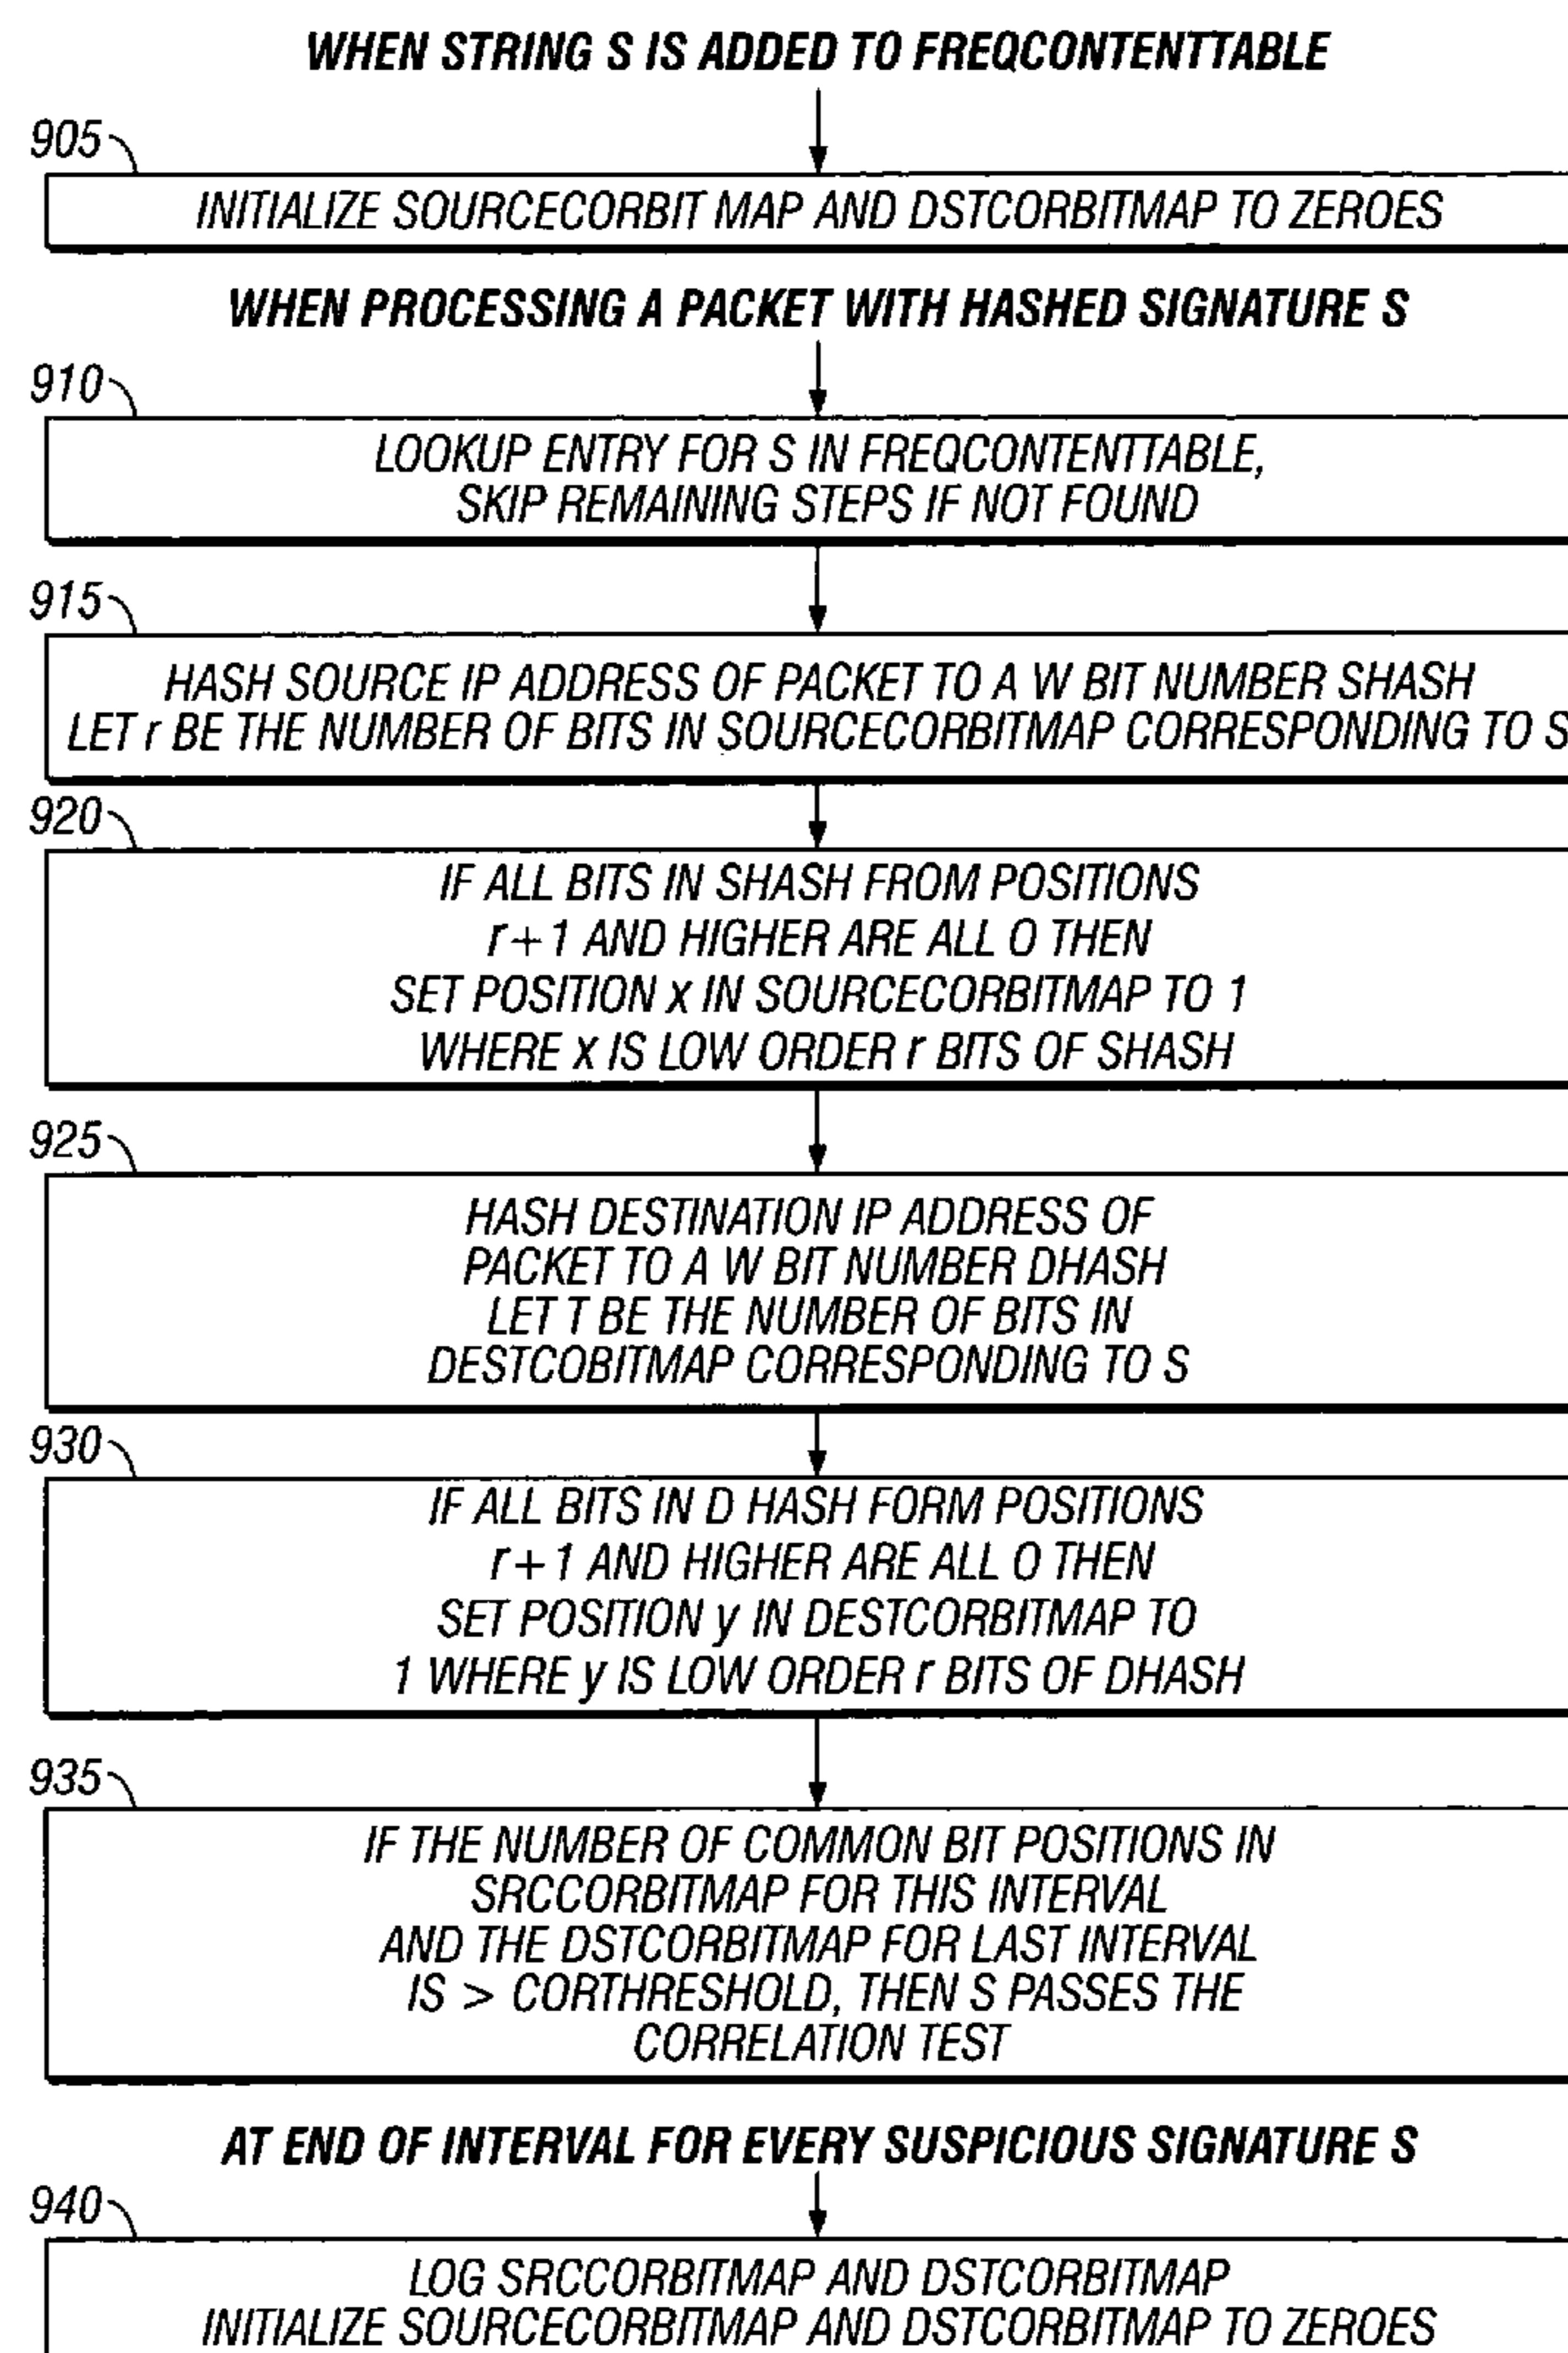 WHEN STRING S IS ADDED TO FREQCONTENTTABLE
905
INITIALIZE SOURCECORBIT MAP AND DSTCORBITMAP TO ZEROES
WHEN PROCESSING A PACKET WITH HASHED SIGNATURE S
910
LOOKUP ENTRY FOR S IN FREQCONTENTTABLE,
SKIP REMAINING STEPS IF NOT FOUND
915
HASH SOURCE IP ADDRESS OF PACKET TO A W BIT NUMBER SHASH
LET r BE THE NUMBER OF BITS IN SOURCECORBITMAP CORRESPONDING TO S
920
IF ALL BITS IN SHASH FROM POSITIONS
r+1 AND HIGHER ARE ALL 0 THEN
SET POSITION x IN SOURCECORBITMAP TO 1
WHERE x IS LOW ORDER r BITS OF SHASH
925
HASH DESTINATION IP ADDRESS OF
PACKET TO A W BIT NUMBER DHASH
LET T BE THE NUMBER OF BITS IN
DESTCOBITMAP CORRESPONDING TO S
930
IF ALL BITS IN D HASH FORM POSITIONS
r+1 AND HIGHER ARE ALL 0 THEN
SET POSITION y IN DESTCORBITMAP TO
1 WHERE y IS LOW ORDER r BITS OF DHASH
935
IF THE NUMBER OF COMMON BIT POSITIONS IN
SRCCORBITMAP FOR THIS INTERVAL
AND THE DSTCORBITMAP FOR LAST INTERVAL
IS > CORTHRESHOLD, THEN S PASSES THE
CORRELATION TEST
AT END OF INTERVAL FOR EVERY SUSPICIOUS SIGNATURE S
940
LOG SRCCORBITMAP AND DSTCORBITMAP
INITIALIZE SOURCECORBITMAP AND DSTCORBITMAP TO ZEROES